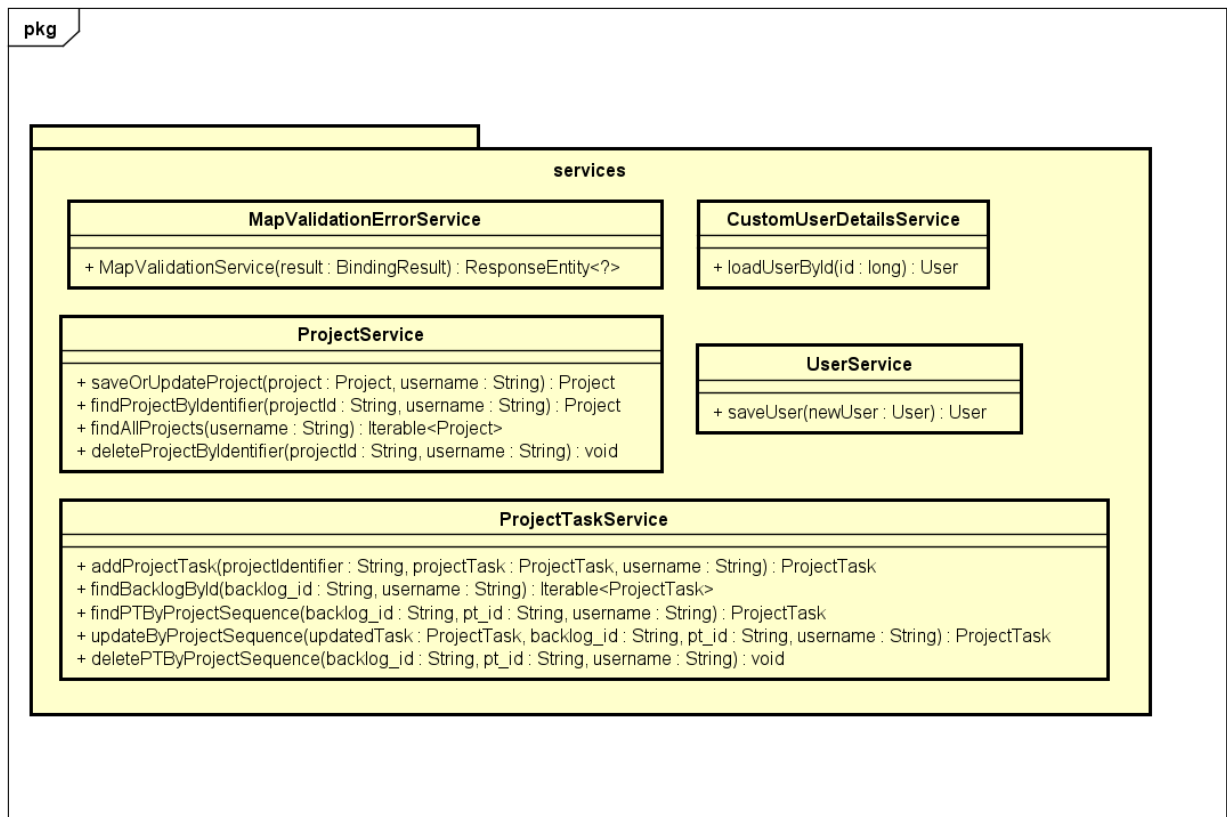 pkg
services
MapValidationErrorService
+ MapValidationService(result : BindingResult) : ResponseEntity<?>
CustomUserDetailsService
+ loadUserById(id : long) : User
ProjectService
+ saveOrUpdateProject(project : Project, username : String) : Project
+ findProjectByIdentifier(projectId : String, username : String) : Project
+ findAllProjects(username : String) : Iterable<Project>
+ deleteProjectByIdentifier(projectId : String, username : String) : void
UserService
+ saveUser(newUser : User) : User
ProjectTaskService
+ addProjectTask(projectIdentifier : String, projectTask : ProjectTask, username : String) : ProjectTask
+ findBacklogById(backlog_id : String, username : String) : Iterable<ProjectTask>
+ findPTByProjectSequence(backlog_id : String, pt_id : String, username : String) : ProjectTask
+ updateByProjectSequence(updatedTask : ProjectTask, backlog_id : String, pt_id : String, username : String) : ProjectTask
+ deletePTByProjectSequence(backlog_id : String, pt_id : String, username : String) : void